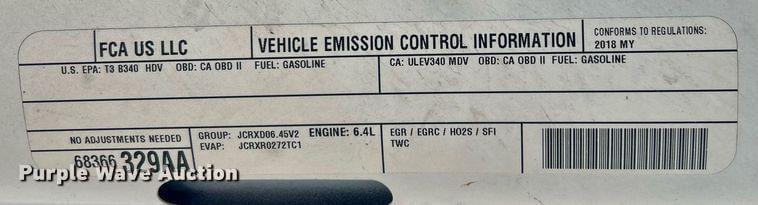 FCA US LLC
VEHICLE EMISSION CONTROL INFORMATION
CONFORMS TO REGULATIONS:
2018 MY
U.S. EPA: T3 B340 HDV OBD: CA OBD II FUEL: GASOLINE
CA: ULEV340 MDV OBD: CA OBD II FUEL: GASOLINE
NO ADJUSTMENTS NEEDED
68366 329AA
GROUP: JCRXD06.45V2 ENGINE: 6.4L
EVAP: JCRXR0272TC1
EGR / EGRC / HO2S / SFI
TWC
Purple Wave Auction